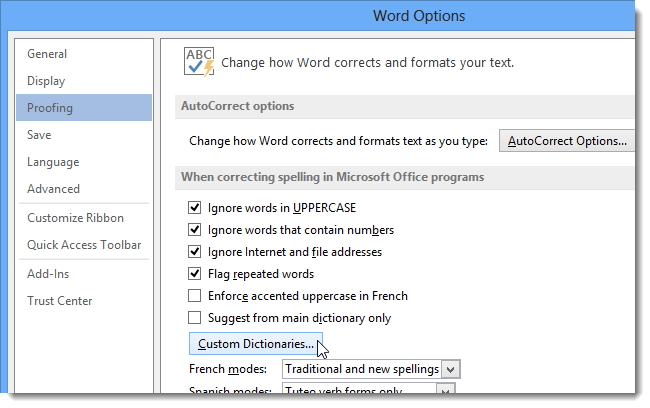 Word Options
General
Display
Proofing
Save
Language
Advanced
Customize Ribbon
Quick Access Toolbar
Add-Ins
Trust Center
ABC
Change how Word corrects and formats your text.
AutoCorrect options
Change how Word corrects and formats text as you type: AutoCorrect Options...
When correcting spelling in Microsoft Office programs
Ignore words in UPPERCASE
Ignore words that contain numbers
Ignore Internet and file addresses
Flag repeated words
Enforce accented uppercase in French
Suggest from main dictionary only
Custom Dictionaries...
French modes: Traditional and new spellings
Spanish modes: Tuteo verb forms only